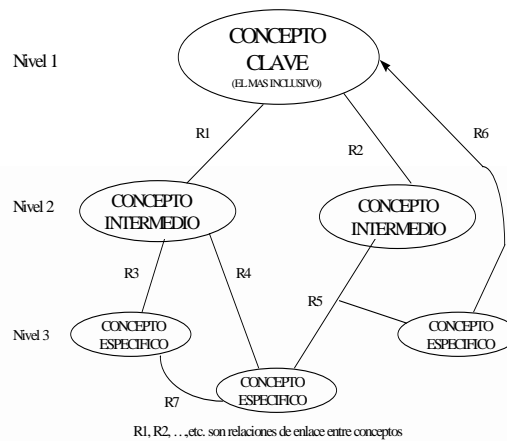 CONCEPTO
CLAVE
(EL MAS INCLUSIVO)
Nivel 1
R1
R2
R6
Nivel 2
CONCEPTO
INTERMEDIO
CONCEPTO
INTERMEDIO
R3
R4
R5
Nivel 3
CONCEPTO
ESPECIFICO
CONCEPTO
ESPECIFICO
CONCEPTO
ESPECIFICO
R7
R1, R2, …,etc. son relaciones de enlace entre conceptos